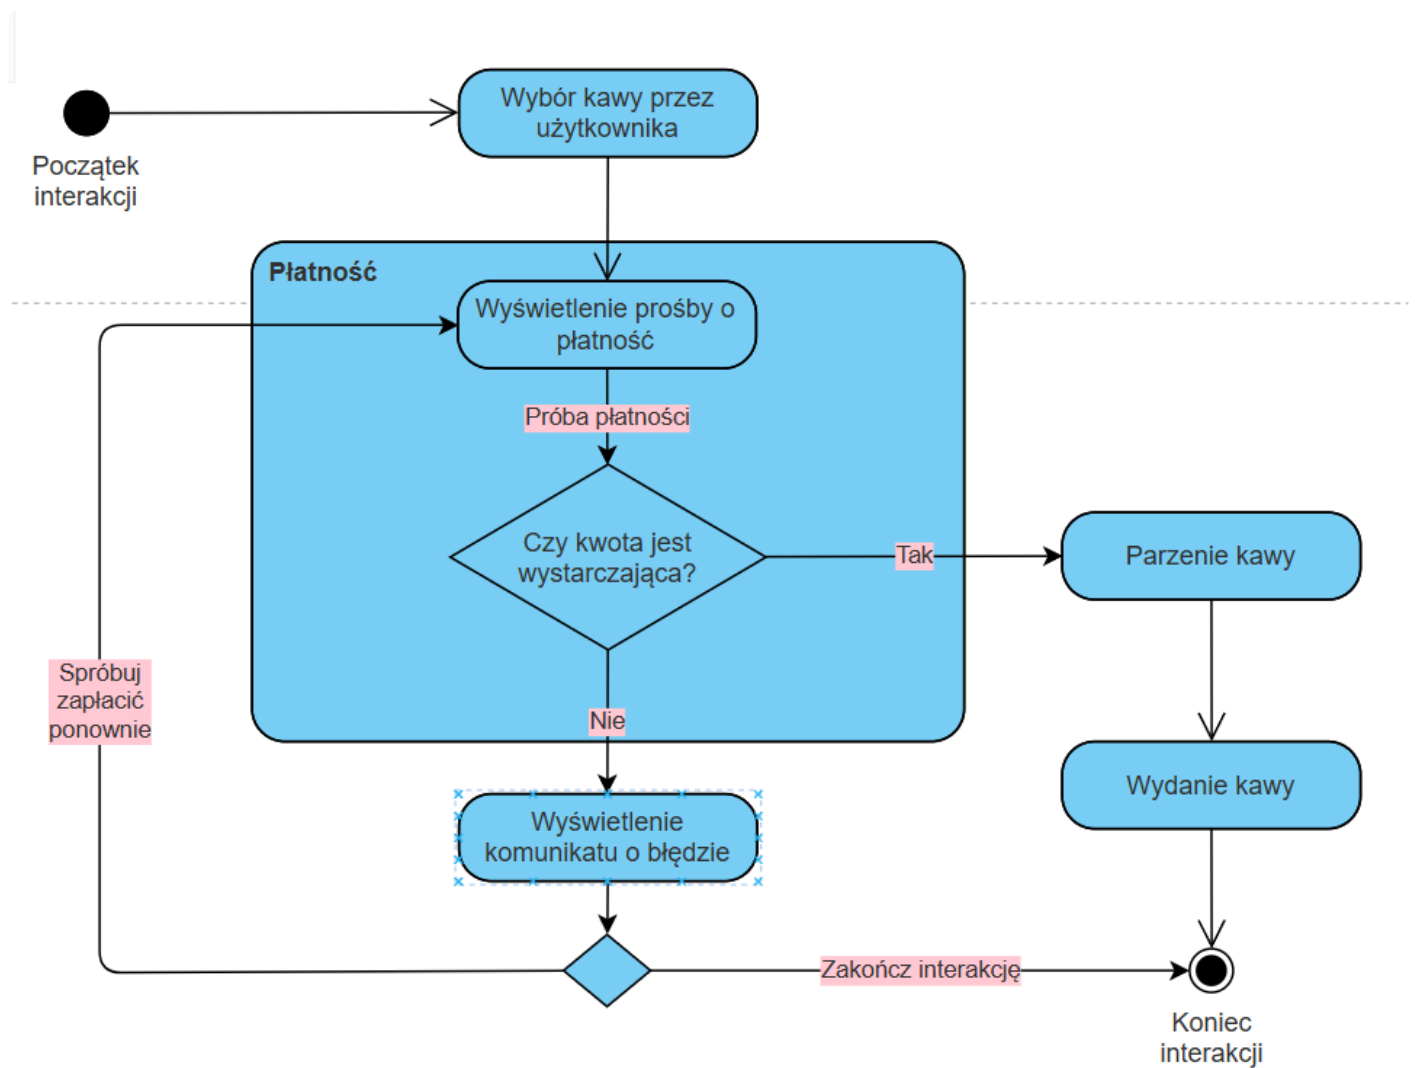 Wybór kawy przez
użytkownika
Początek
interakcji
Płatność
Wyświetlenie prośby o
płatność
Próba płatności
Czy kwota jest
wystarczająca?
Tak
Parzenie kawy
Spróbuj
zapłacić
ponownie
Nie
Wydanie kawy
Wyświetlenie
komunikatu o błędzie
Zakończ interakcję
Koniec
interakcji